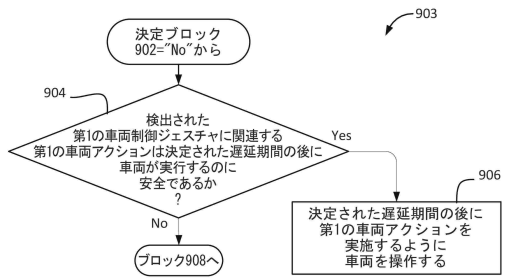 903
決定ブロック
902="No"から
904
検出された
第1の車両制御ジェスチャに関連する
第1の車両アクションは決定された遅延期間の後に
車両が実行するのに
安全であるか
?
Yes
906
決定された遅延期間の後に
第1の車両アクションを
実施するように
車両を操作する
No
ブロック908へ